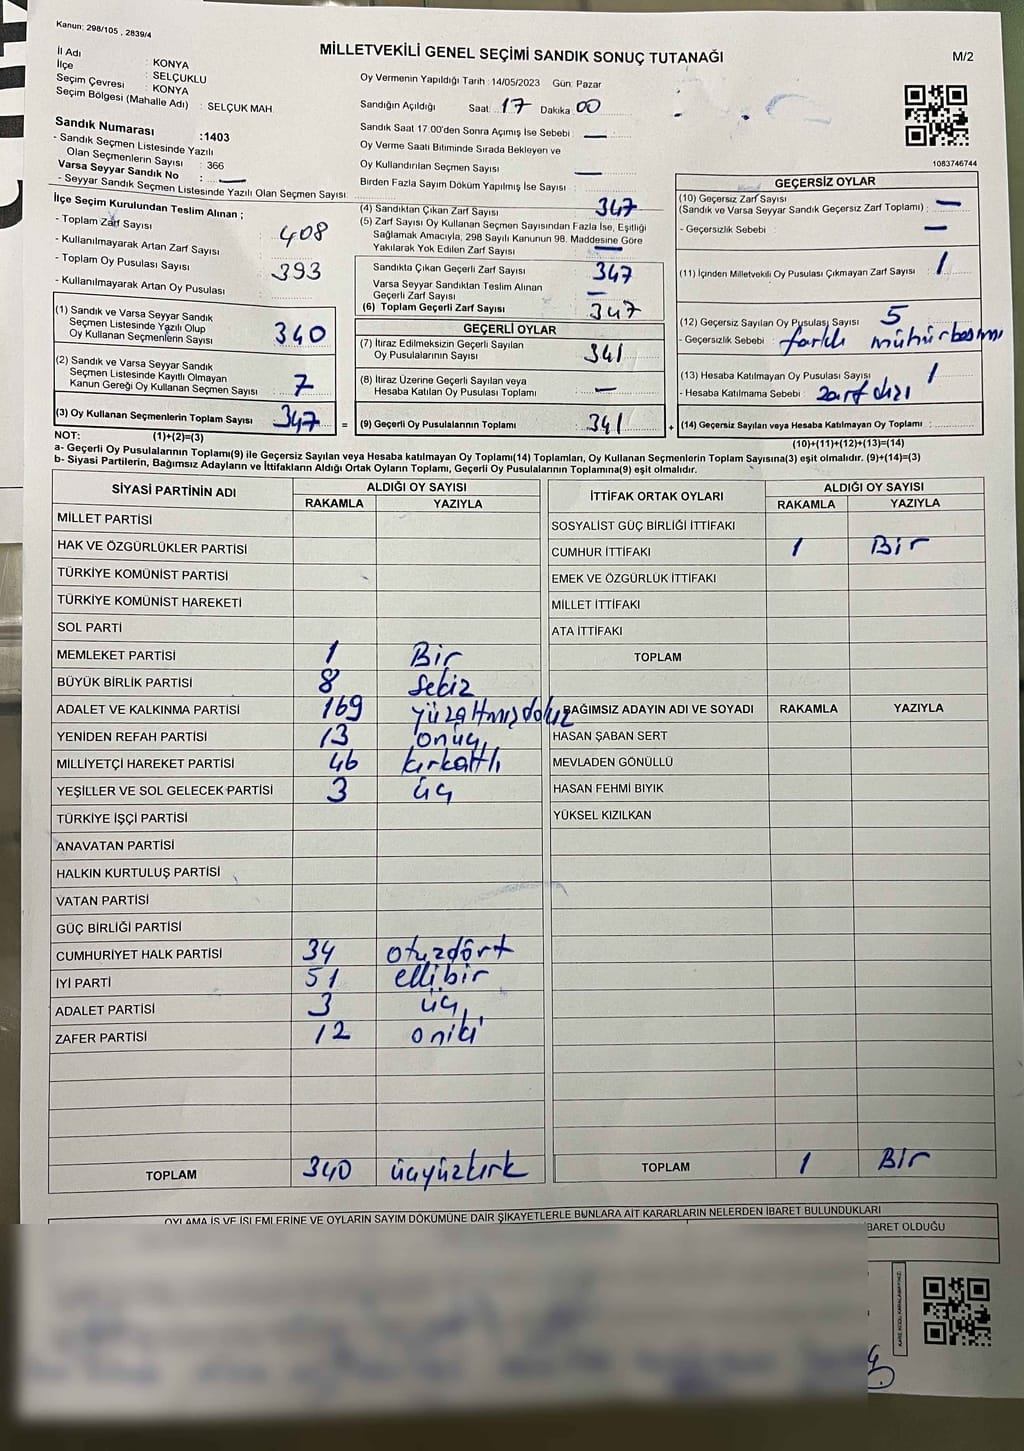 Kanun: 298/105 , 2839/4
MİLLETVEKİLİ GENEL SEÇİMİ SANDIK SONUÇ TUTANAĞI
M/2
İl Adı : KONYA
İlçe : SELÇUKLU
Seçim Çevresi : KONYA
Seçim Bölgesi (Mahalle Adı) : SELÇUK MAH.
Sandık Numarası :1403
- Sandık Seçmen Listesinde Yazılı
Olan Seçmenlerin Sayısı : 366
Varsa Seyyar Sandık No : —
- Seyyar Sandık Seçmen Listesinde Yazılı Olan Seçmen Sayısı:
Oy Vermenin Yapıldığı Tarih : 14/05/2023 Gün: Pazar
Sandığın Açıldığı Saat: 17 Dakika: 00
Sandık Saat 17.00'den Sonra Açımış İse Sebebi : —
Oy Verme Saati Bitiminde Sırada Bekleyen ve
Oy Kullandırılan Seçmen Sayısı : —
Birden Fazla Sayım Döküm Yapılmış İse Sayısı :
1083746744
İlçe Seçim Kurulundan Teslim Alınan ;
- Toplam Zarf Sayısı : 408
- Kullanılmayarak Artan Zarf Sayısı :
- Toplam Oy Pusulası Sayısı : 393
- Kullanılmayarak Artan Oy Pusulası :
(1) Sandık ve Varsa Seyyar Sandık
Seçmen Listesinde Yazılı Olup
Oy Kullanan Seçmenlerin Sayısı : 340
(2) Sandık ve Varsa Seyyar Sandık
Seçmen Listesinde Kayıtlı Olmayan
Kanun Gereği Oy Kullanan Seçmen Sayısı : 7
(3) Oy Kullanan Seçmenlerin Toplam Sayısı : 347
(4) Sandıktan Çıkan Zarf Sayısı : 347
(5) Zarf Sayısı Oy Kullanan Seçmen Sayısından Fazla İse, Eşitliği
Sağlamak Amacıyla, 298 Sayılı Kanunun 98. Maddesine Göre
Yakılarak Yok Edilen Zarf Sayısı : —
Sandıkta Çıkan Geçerli Zarf Sayısı : 347
Varsa Seyyar Sandıktan Teslim Alınan
Geçerli Zarf Sayısı : —
(6) Toplam Geçerli Zarf Sayısı : 347
GEÇERLİ OYLAR
(7) İtiraz Edilmeksizin Geçerli Sayılan
Oy Pusulalarının Sayısı : 341
(8) İtiraz Üzerine Geçerli Sayılan veya
Hesaba Katılan Oy Pusulası Toplamı : —
= (9) Geçerli Oy Pusulalarının Toplamı : 341
GEÇERSİZ OYLAR
(10) Geçersiz Zarf Sayısı
(Sandık ve Varsa Seyyar Sandık Geçersiz Zarf Toplamı) : —
- Geçersizlik Sebebi : —
(11) İçinden Milletvekili Oy Pusulası Çıkmayan Zarf Sayısı : 1
(12) Geçersiz Sayılan Oy Pusulası Sayısı : 5
- Geçersizlik Sebebi : farklı mühür basması
(13) Hesaba Katılmayan Oy Pusulası Sayısı : 1
- Hesaba Katılmama Sebebi : zarf dışı
+ (14) Geçersiz Sayılan veya Hesaba Katılmayan Oy Toplamı :
NOT: (1)+(2)=(3)
(10)+(11)+(12)+(13)=(14)
a- Geçerli Oy Pusulalarının Toplamı(9) ile Geçersiz Sayılan veya Hesaba katılmayan Oy Toplamı(14) Toplamları, Oy Kullanan Seçmenlerin Toplam Sayısına(3) eşit olmalıdır. (9)+(14)=(3)
b- Siyasi Partilerin, Bağımsız Adayların ve İttifakların Aldığı Ortak Oyların Toplamı, Geçerli Oy Pusulalarının Toplamına(9) eşit olmalıdır.
SİYASİ PARTİNİN ADI ALDIĞI OY SAYISI
RAKAMLA YAZIYLA
MİLLET PARTİSİ
HAK VE ÖZGÜRLÜKLER PARTİSİ
TÜRKİYE KOMÜNİST PARTİSİ
TÜRKİYE KOMÜNİST HAREKETİ
SOL PARTİ
MEMLEKET PARTİSİ 1 Bir
BÜYÜK BİRLİK PARTİSİ 8 sekiz
ADALET VE KALKINMA PARTİSİ 169 yüzaltmışdokuz
YENİDEN REFAH PARTİSİ 13 onüç
MİLLİYETÇİ HAREKET PARTİSİ 46 kırkaltı
YEŞİLLER VE SOL GELECEK PARTİSİ 3 üç
TÜRKİYE İŞÇİ PARTİSİ
ANAVATAN PARTİSİ
HALKIN KURTULUŞ PARTİSİ
VATAN PARTİSİ
GÜÇ BİRLİĞİ PARTİSİ
CUMHURİYET HALK PARTİSİ 34 otuzdört
İYİ PARTİ 51 ellibir
ADALET PARTİSİ 3 üç
ZAFER PARTİSİ 12 oniki
TOPLAM 340 üçyüzkırk
İTTİFAK ORTAK OYLARI ALDIĞI OY SAYISI
RAKAMLA YAZIYLA
SOSYALİST GÜÇ BİRLİĞİ İTTİFAKI
CUMHUR İTTİFAKI 1 Bir
EMEK VE ÖZGÜRLÜK İTTİFAKI
MİLLET İTTİFAKI
ATA İTTİFAKI
TOPLAM
BAĞIMSIZ ADAYIN ADI VE SOYADI RAKAMLA YAZIYLA
HASAN ŞABAN SERT
MEVLADEN GÖNÜLLÜ
HASAN FEHMİ BIYIK
YÜKSEL KIZILKAN
TOPLAM 1 Bir
OYLAMA İŞ VE İŞLEMLERİNE VE OYLARIN SAYIM DÖKÜMÜNE DAİR ŞİKAYETLERLE BUNLARA AİT KARARLARIN NELERDEN İBARET BULUNDUKLARI
İBARET OLDUĞU